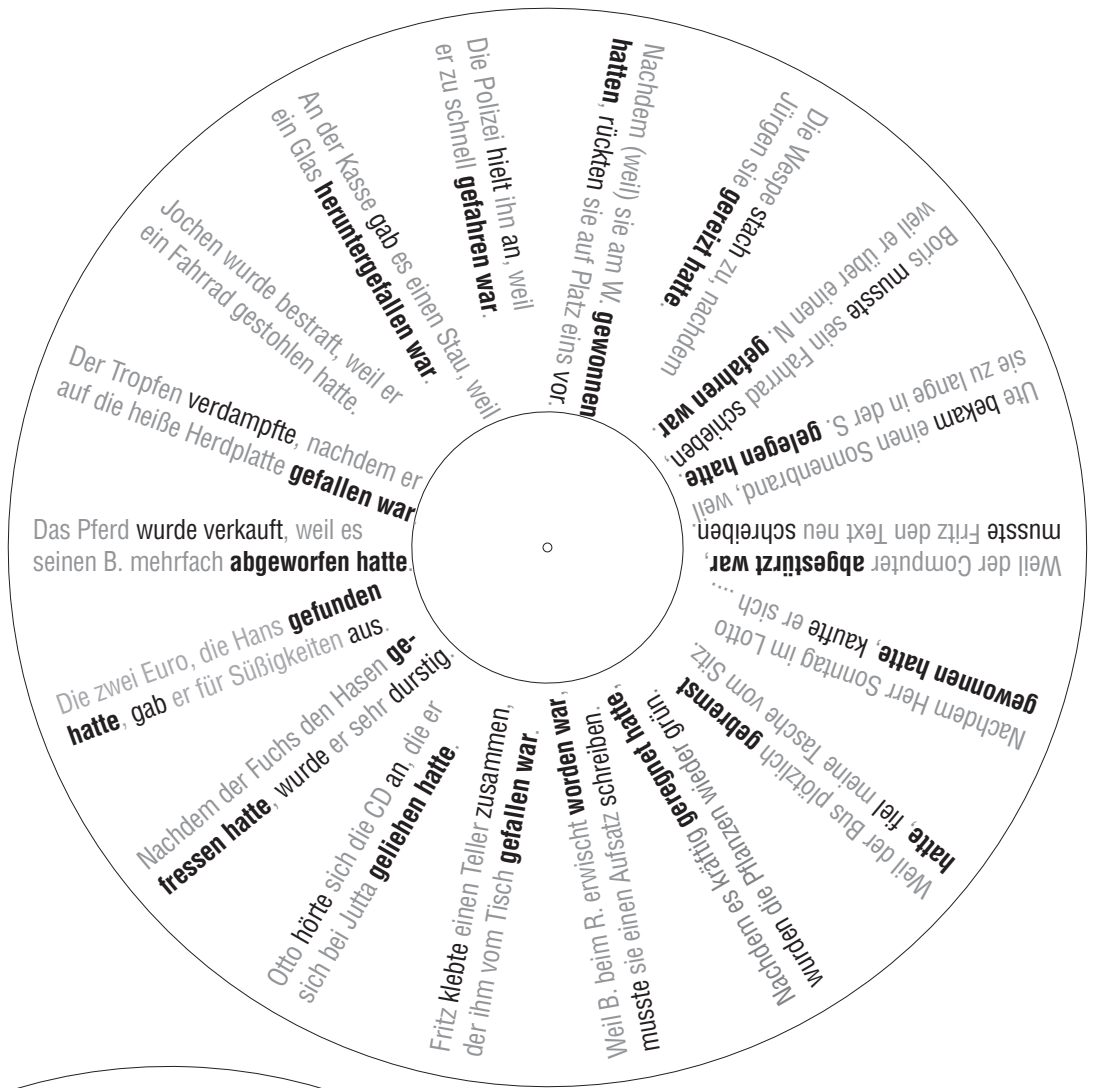 Nachdem (weil) sie am W. gewonnen
hatten, rückten sie auf Platz eins vor.
Die Wespe stach zu, nachdem
Jürgen sie gereizt hatte.
Boris musste sein Fahrrad schieben,
weil er über einen N. gefahren war.
Ute bekam einen Sonnenbrand, weil
sie zu lange in der S. gelegen hatte.
Weil der Computer abgestürzt war,
musste Fritz den Text neu schreiben.
Nachdem Herr Sonntag im Lotto
gewonnen hatte, kaufte er sich ....
Weil der Bus plötzlich gebremst
hatte, fiel meine Tasche vom Sitz.
Nachdem es kräftig geregnet hatte,
wurden die Pflanzen wieder grün.
Weil B. beim R. erwischt worden war,
musste sie einen Aufsatz schreiben.
Fritz klebte einen Teller zusammen,
der ihm vom Tisch gefallen war.
Otto hörte sich die CD an, die er
sich bei Jutta geliehen hatte.
Nachdem der Fuchs den Hasen ge-
fressen hatte, wurde er sehr durstig.
Die zwei Euro, die Hans gefunden
hatte, gab er für Süßigkeiten aus.
Das Pferd wurde verkauft, weil es
seinen B. mehrfach abgeworfen hatte.
Der Tropfen verdampfte, nachdem er
auf die heiße Herdplatte gefallen war.
Jochen wurde bestraft, weil er
ein Fahrrad gestohlen hatte.
An der Kasse gab es einen Stau, weil
ein Glas heruntergefallen war.
Die Polizei hielt ihn an, weil
er zu schnell gefahren war.